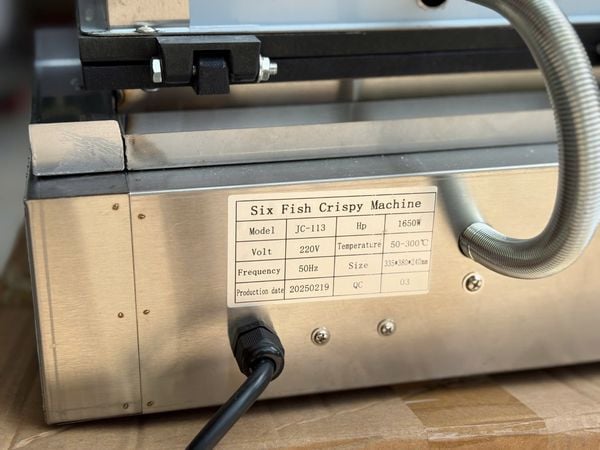 Six Fish Crispy Machine
Model JC-113 Hp 1650W
Volt 220V Temperature 50-300℃
Frequency 50Hz Size 335*380*240mm
Production date 20250219 QC 03